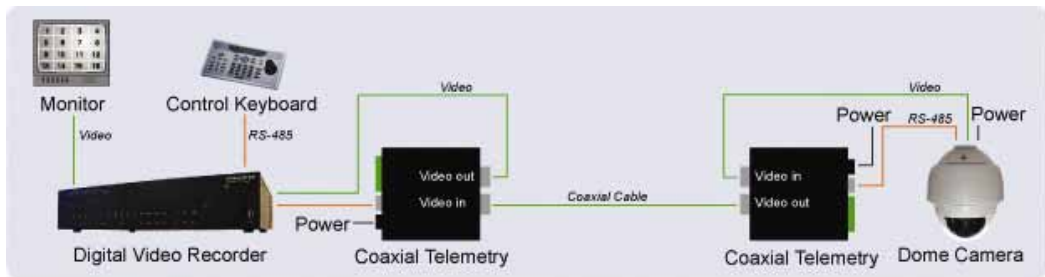 Monitor
Control Keyboard
Video
RS-485
Digital Video Recorder
Video
Video out
Video in
Power
Coaxial Telemetry
Coaxial Cable
Video
Power
RS-485
Power
Video in
Video out
Coaxial Telemetry
Dome Camera